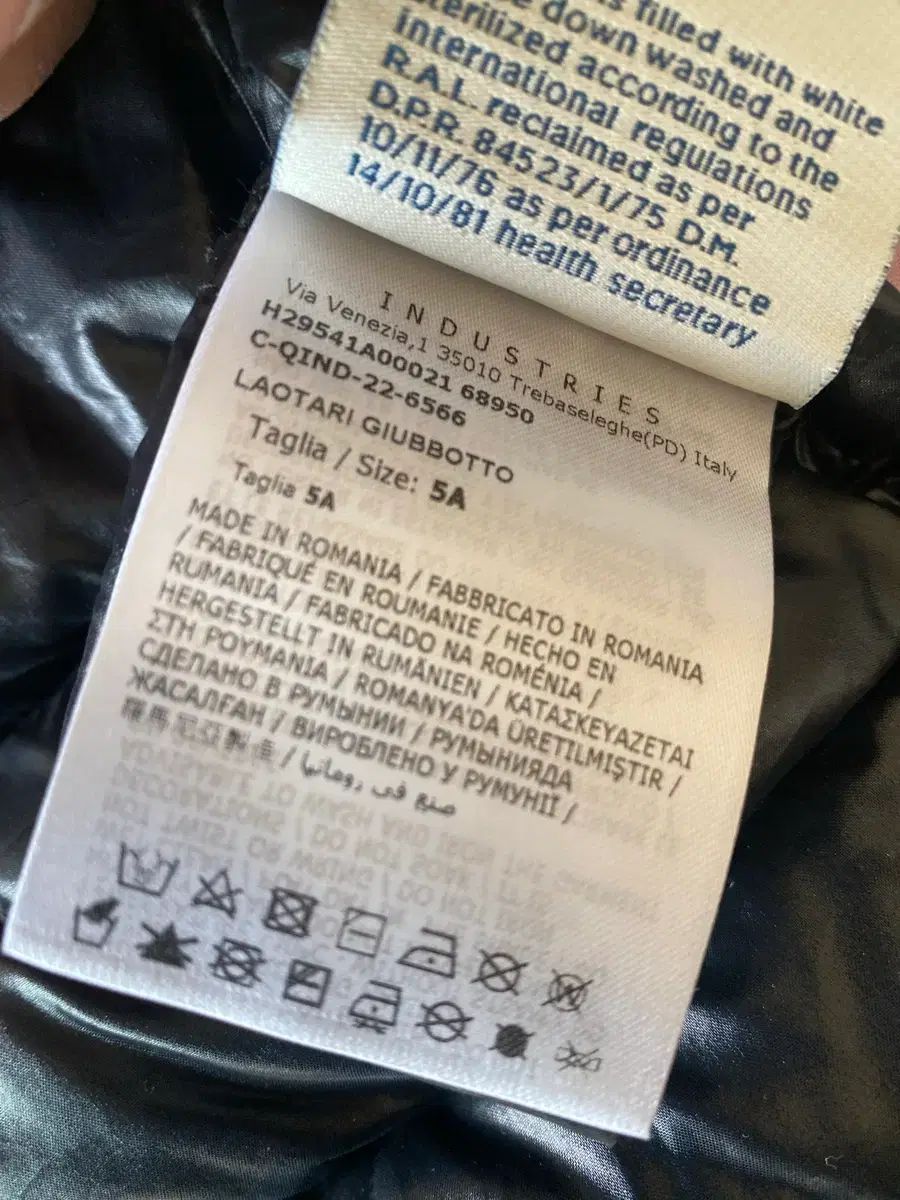 is filled with white
down washed and
sterilized according to the
international regulations
R.A.L. reclaimed as per
D.P.R. 84523/1/75 D.M.
10/11/76 as per ordinance
14/10/81 health secretary
INDUSTRIES
Via Venezia,1 35010 Trebaseleghe(PD) Italy
H29541A00021 68950
C-QIND-22-6566
LAOTARI GIUBBOTTO
Taglia / Size: 5A
Taglia 5A
MADE IN ROMANIA / FABBRICATO IN ROMANIA
/ FABRIQUÉ EN ROUMANIE / HECHO EN
RUMANIA / FABRICADO NA ROMÉNIA /
HERGESTELLT IN RUMÄNIEN / ΚΑΤΑΣΚΕΥΑΖΕΤΑΙ
ΣΤΗ ΡΟΥΜΑΝΙΑ / ROMANYA'DA ÜRETILMIŞTIR /
СДЕЛАНО В РУМЫНИИ / РУМЫНИЯДА
ЖАСАЛҒАН / ВИРОБЛЕНО У РУМУНІЇ /
/ صنع في رومانيا